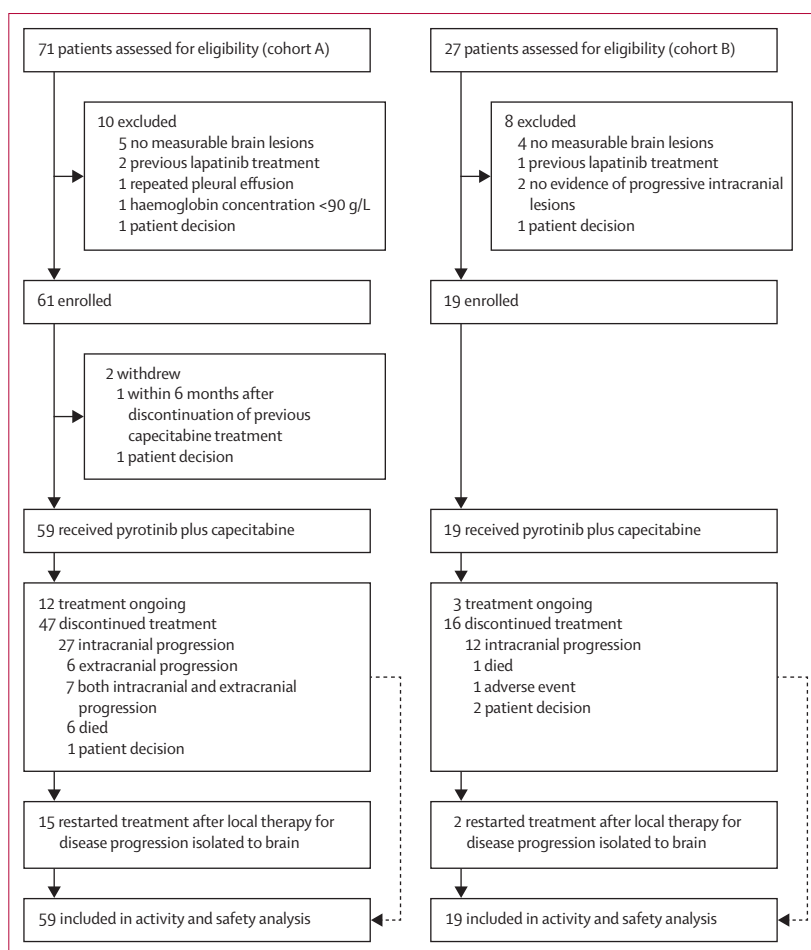 71 patients assessed for eligibility (cohort A)
10 excluded
5 no measurable brain lesions
2 previous lapatinib treatment
1 repeated pleural effusion
1 haemoglobin concentration <90 g/L
1 patient decision
61 enrolled
2 withdrew
1 within 6 months after
discontinuation of previous
capecitabine treatment
1 patient decision
59 received pyrotinib plus capecitabine
12 treatment ongoing
47 discontinued treatment
27 intracranial progression
6 extracranial progression
7 both intracranial and extracranial
progression
6 died
1 patient decision
15 restarted treatment after local therapy for
disease progression isolated to brain
59 included in activity and safety analysis
27 patients assessed for eligibility (cohort B)
8 excluded
4 no measurable brain lesions
1 previous lapatinib treatment
2 no evidence of progressive intracranial
lesions
1 patient decision
19 enrolled
19 received pyrotinib plus capecitabine
3 treatment ongoing
16 discontinued treatment
12 intracranial progression
1 died
1 adverse event
2 patient decision
2 restarted treatment after local therapy for
disease progression isolated to brain
19 included in activity and safety analysis